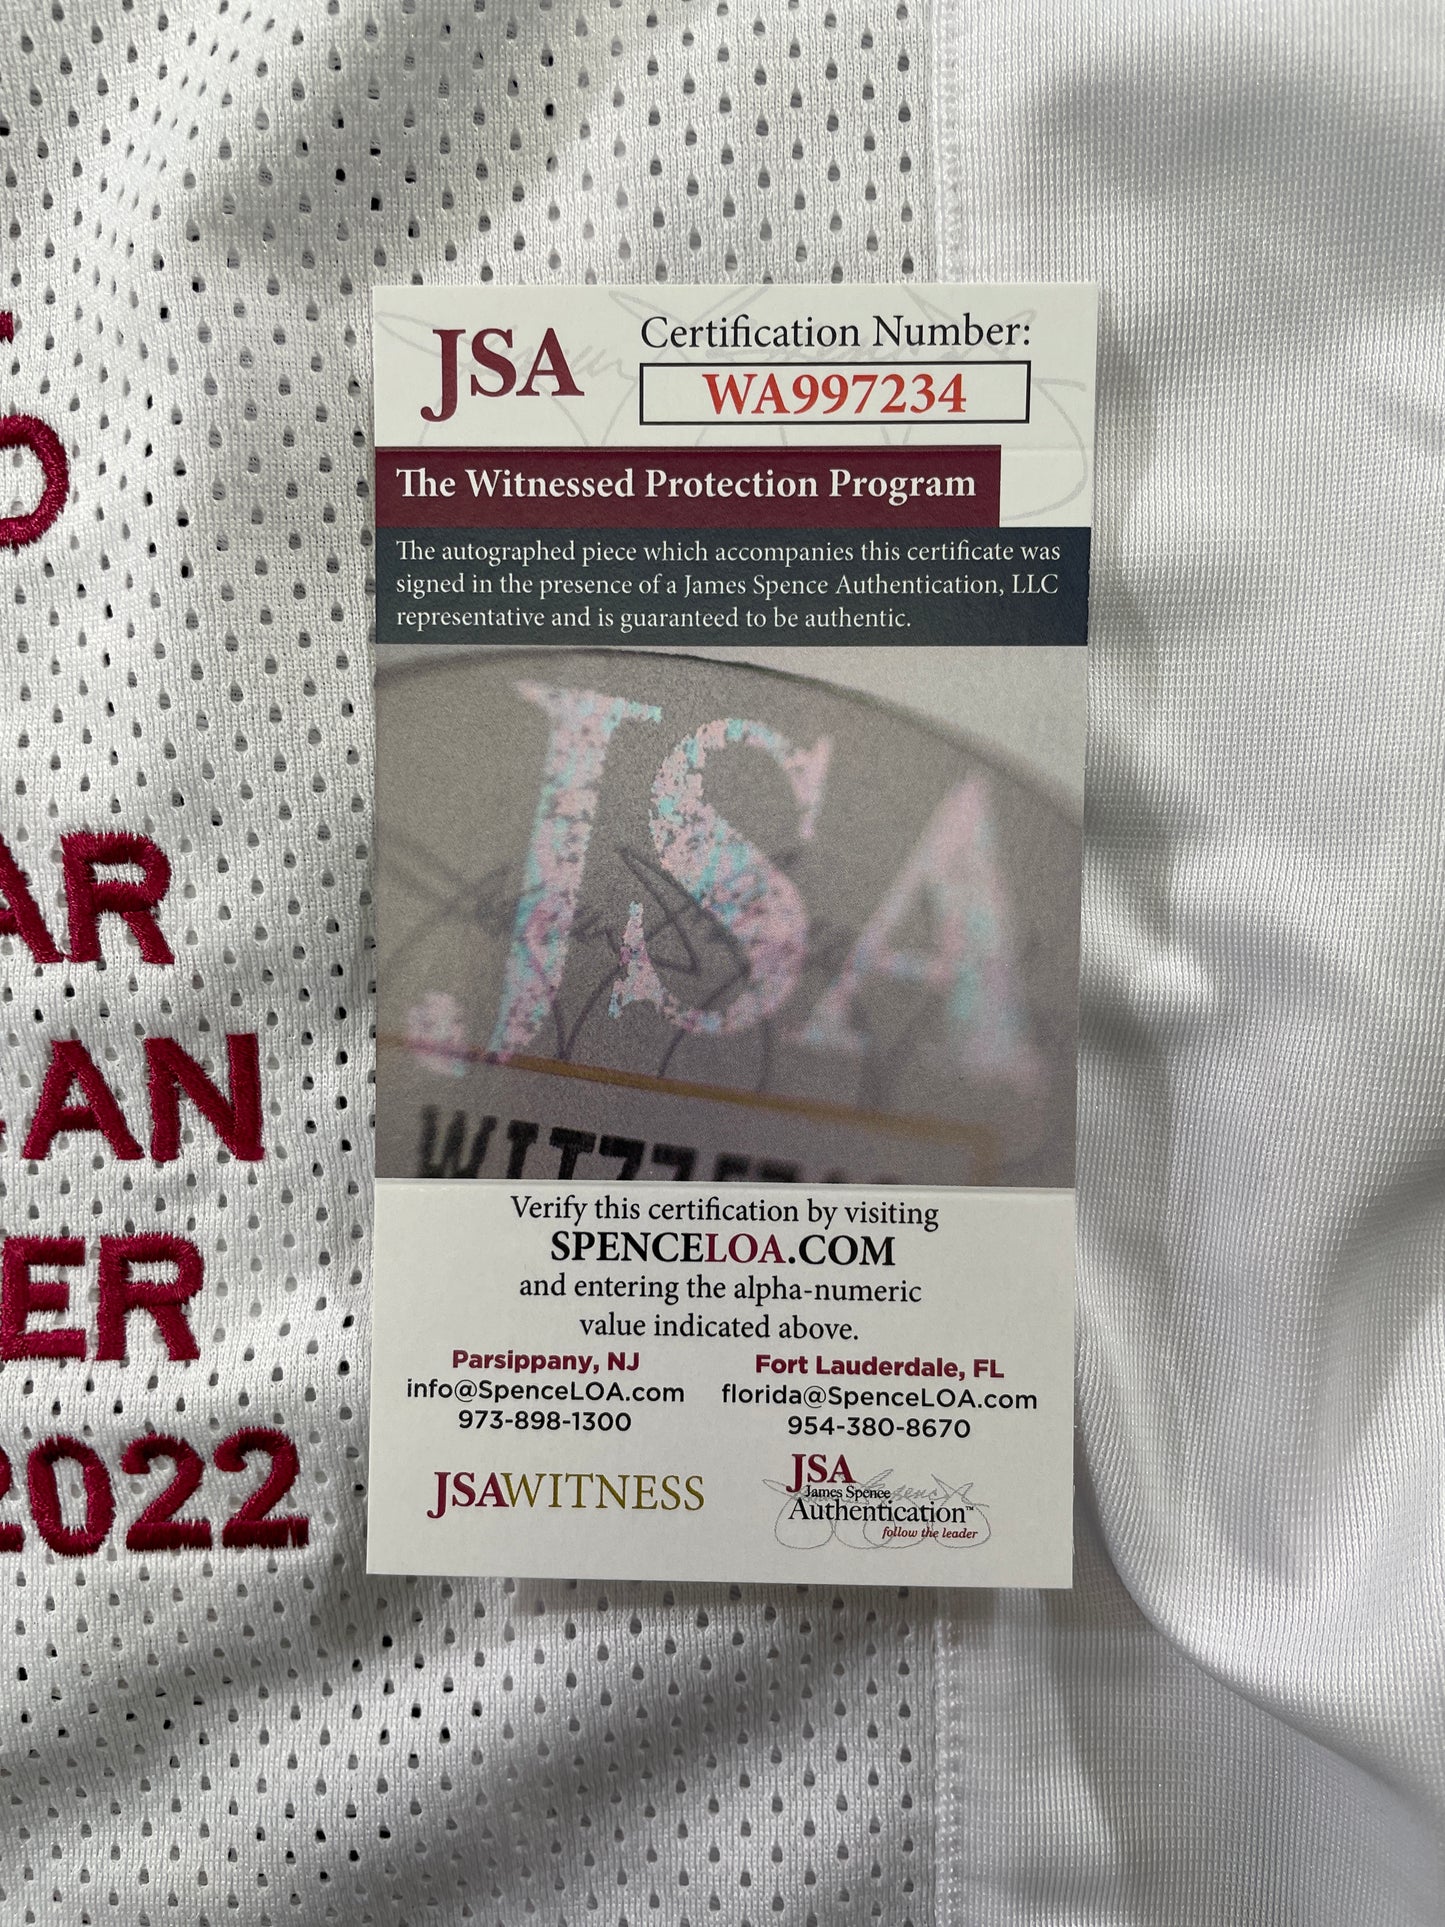 JSA
Certification Number:
WA997234
The Witnessed Protection Program
The autographed piece which accompanies this certificate was
signed in the presence of a James Spence Authentication, LLC
representative and is guaranteed to be authentic.
JSA
Verify this certification by visiting
SPENCELOA.COM
and entering the alpha-numeric
value indicated above.
Parsippany, NJ
info@SpenceLOA.com
973-898-1300
Fort Lauderdale, FL
florida@SpenceLOA.com
954-380-8670
JSAWITNESS
JSA
James Spence
Authentication™
follow the leader
AR
AN
ER
2022